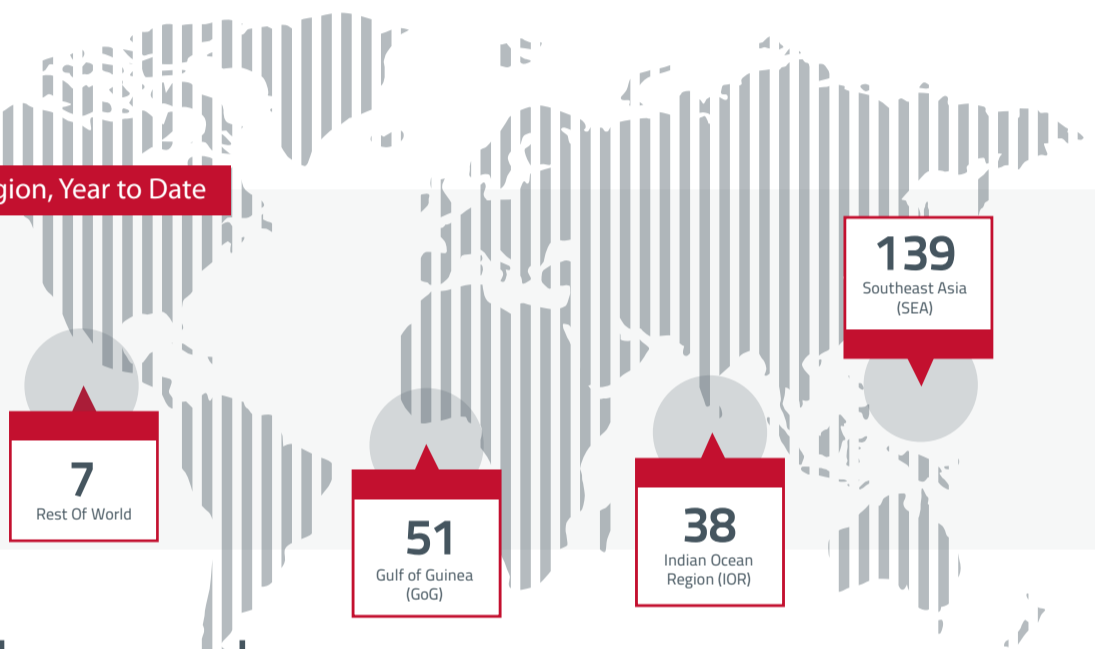 Year to Date
139
Southeast Asia
(SEA)
7
Rest Of World
51
Gulf of Guinea
(GoG)
38
Indian Ocean
Region (IOR)